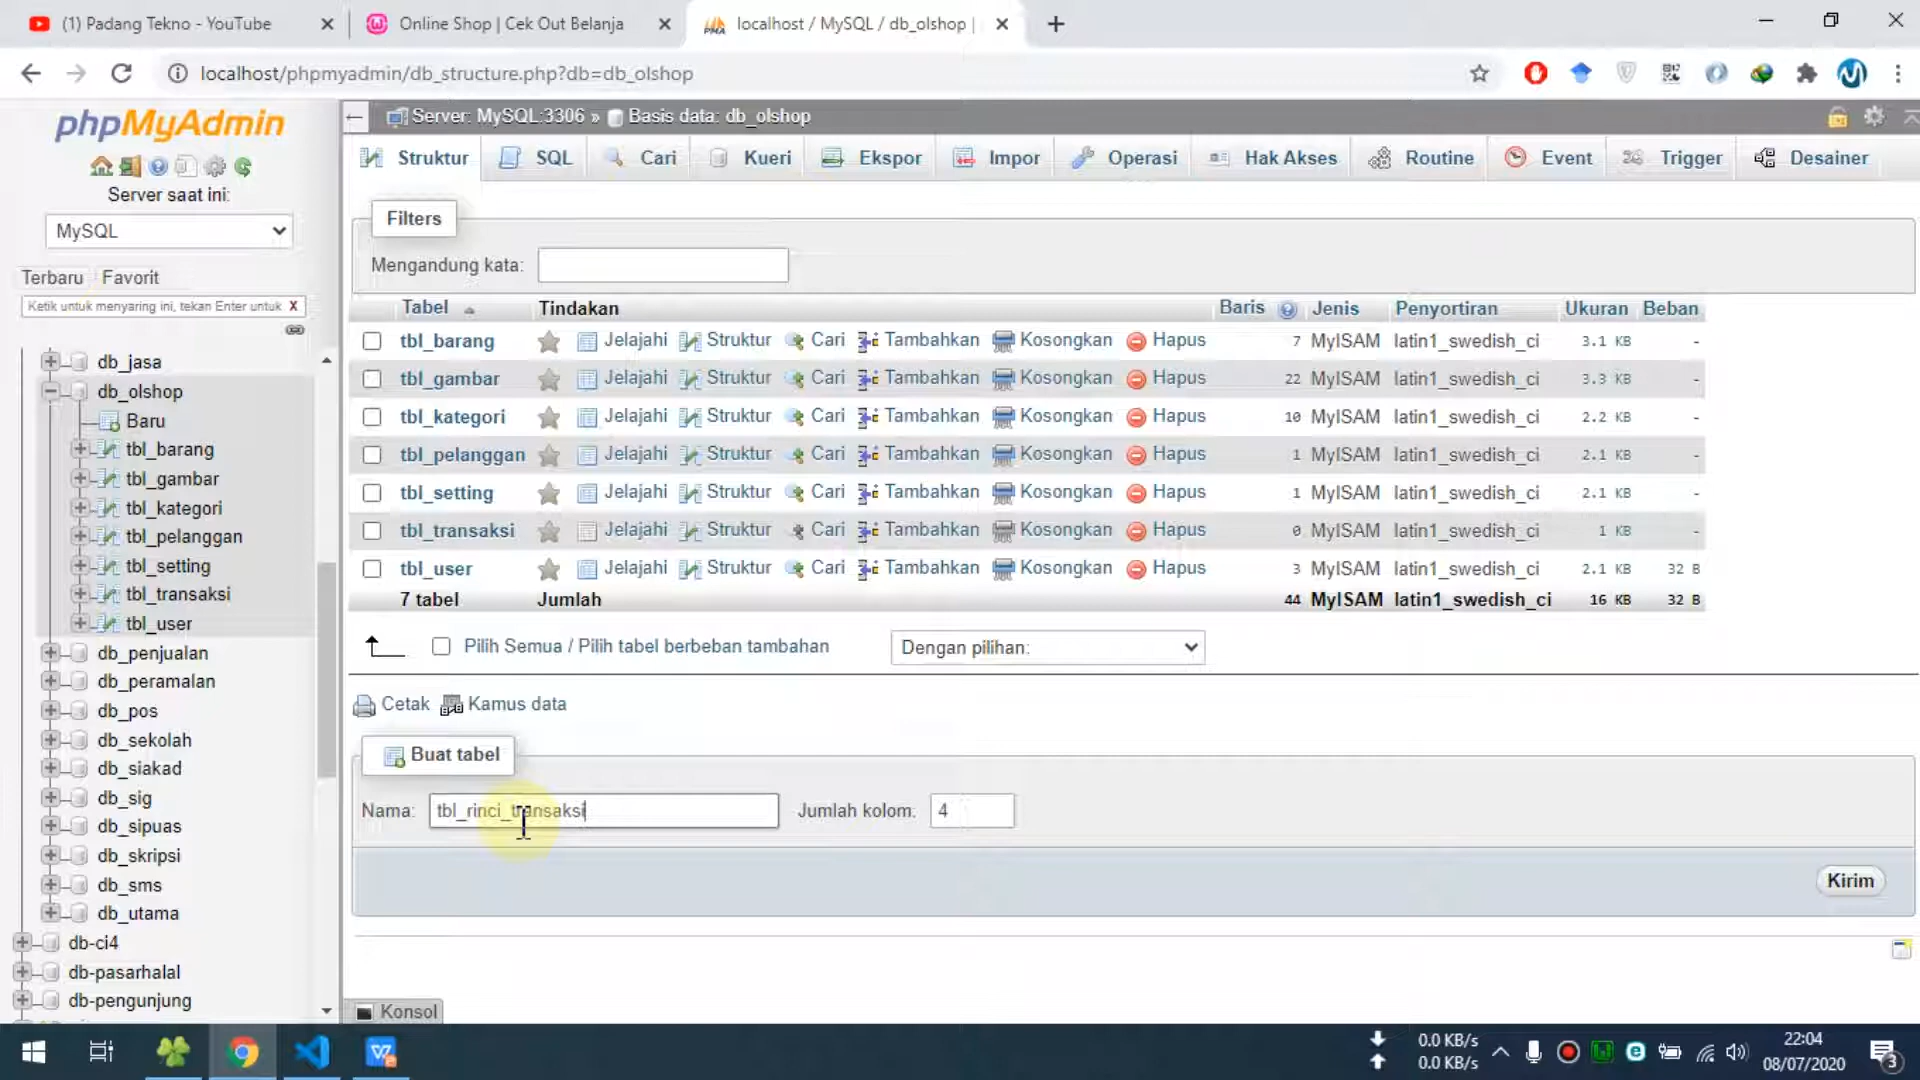 (1) Padang Tekno - YouTube
Online Shop | Cek Out Belanja
localhost / MySQL / db_olshop |
localhost/phpmyadmin/db_structure.php?db=db_olshop
phpMyAdmin
Server saat ini:
MySQL
Terbaru Favorit
Ketik untuk menyaring ini, tekan Enter untuk X
db_jasa
db_olshop
Baru
tbl_barang
tbl_gambar
tbl_kategori
tbl_pelanggan
tbl_setting
tbl_transaksi
tbl_user
db_penjualan
db_peramalan
db_pos
db_sekolah
db_siakad
db_sig
db_sipuas
db_skripsi
db_sms
db_utama
db-ci4
db-pasarhalal
db-pengunjung
Server: MySQL:3306 » Basis data: db_olshop
Struktur SQL Cari Kueri Ekspor Impor Operasi Hak Akses Routine Event Trigger Desainer
Filters
Mengandung kata:
Tabel Tindakan Baris Jenis Penyortiran Ukuran Beban
tbl_barang Jelajahi Struktur Cari Tambahkan Kosongkan Hapus 7 MyISAM latin1_swedish_ci 3.1 KB -
tbl_gambar Jelajahi Struktur Cari Tambahkan Kosongkan Hapus 22 MyISAM latin1_swedish_ci 3.3 KB -
tbl_kategori Jelajahi Struktur Cari Tambahkan Kosongkan Hapus 10 MyISAM latin1_swedish_ci 2.2 KB -
tbl_pelanggan Jelajahi Struktur Cari Tambahkan Kosongkan Hapus 1 MyISAM latin1_swedish_ci 2.1 KB -
tbl_setting Jelajahi Struktur Cari Tambahkan Kosongkan Hapus 1 MyISAM latin1_swedish_ci 2.1 KB -
tbl_transaksi Jelajahi Struktur Cari Tambahkan Kosongkan Hapus 0 MyISAM latin1_swedish_ci 1 KB -
tbl_user Jelajahi Struktur Cari Tambahkan Kosongkan Hapus 3 MyISAM latin1_swedish_ci 2.1 KB 32 B
7 tabel Jumlah 44 MyISAM latin1_swedish_ci 16 KB 32 B
Pilih Semua / Pilih tabel berbeban tambahan Dengan pilihan:
Cetak Kamus data
Buat tabel
Nama: tbl_rinci_transaksi Jumlah kolom: 4
Kirim
Konsol
0.0 KB/s
0.0 KB/s
22:04
08/07/2020
3